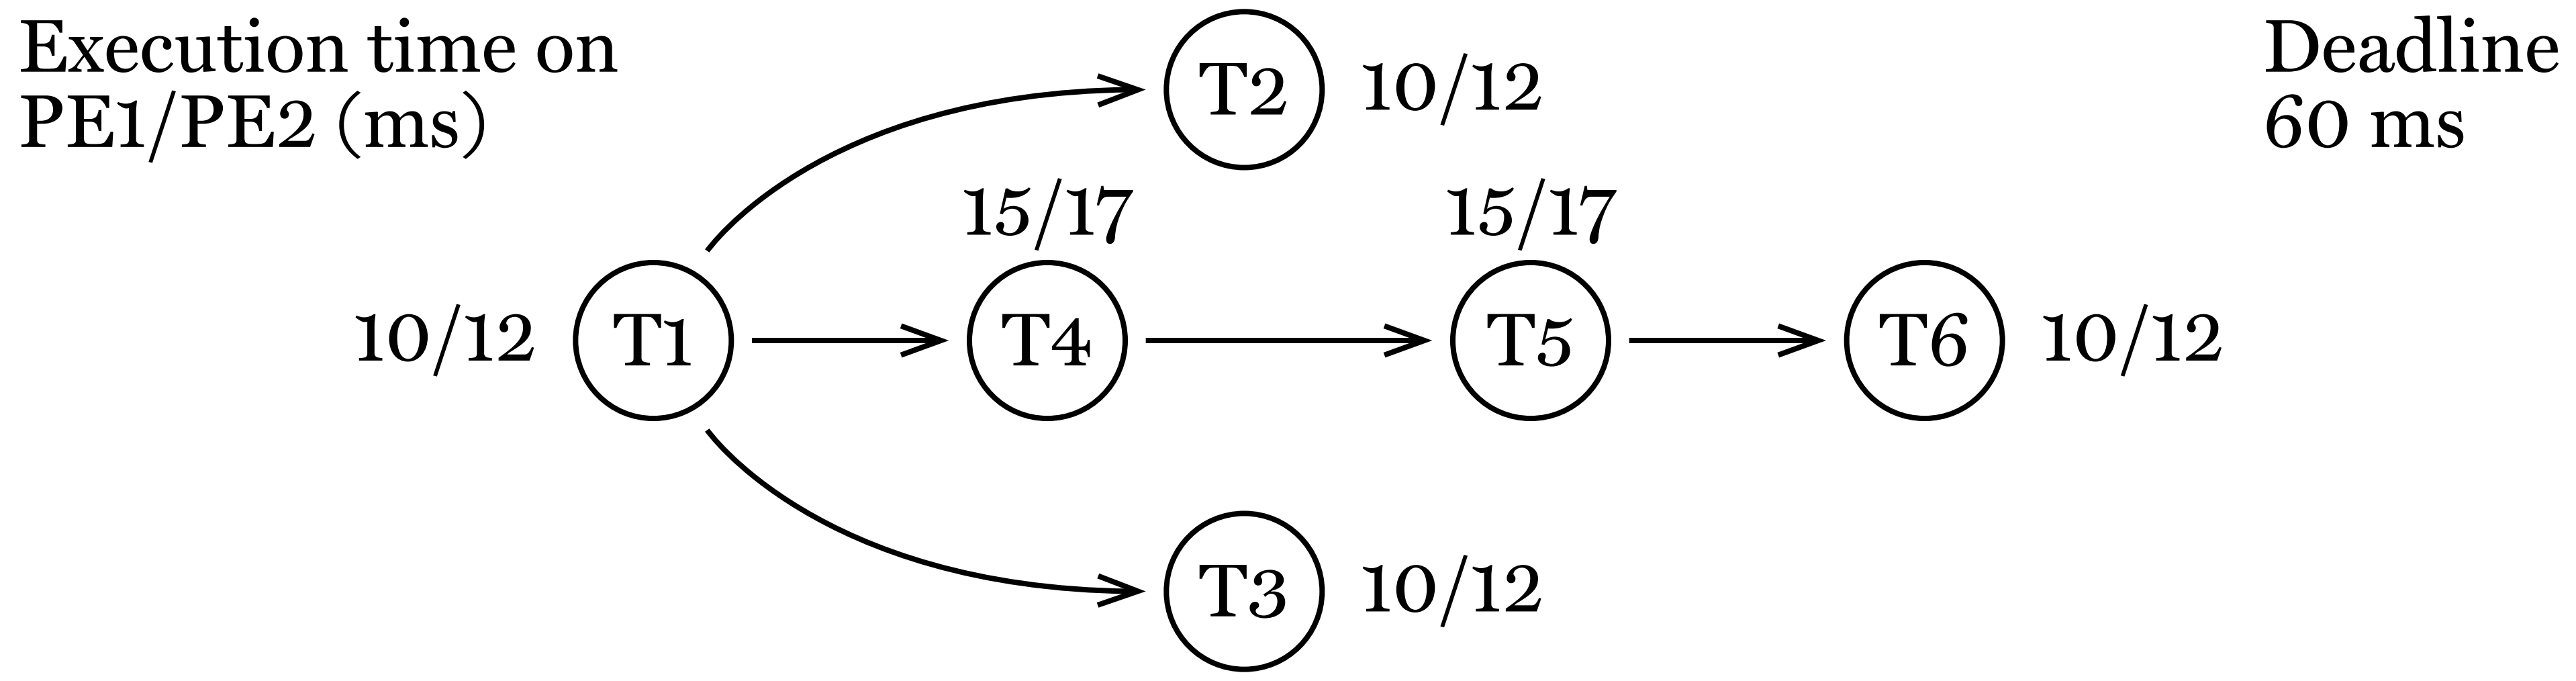 Execution time on
PE1/PE2 (ms)
T2 10/12
Deadline
60 ms
15/17
15/17
10/12 T1 T4 T5 T6 10/12
T3 10/12